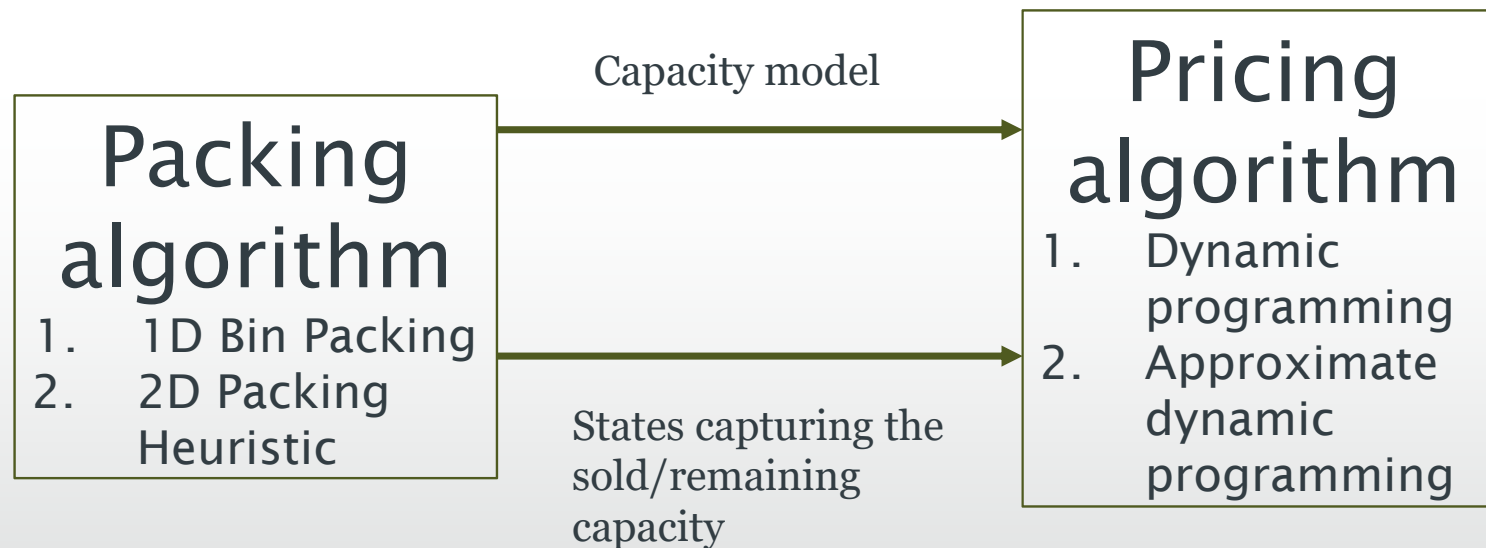 Packing
algorithm
1. 1D Bin Packing
2. 2D Packing
Heuristic
Capacity model
States capturing the
sold/remaining
capacity
Pricing
algorithm
1. Dynamic
programming
2. Approximate
dynamic
programming